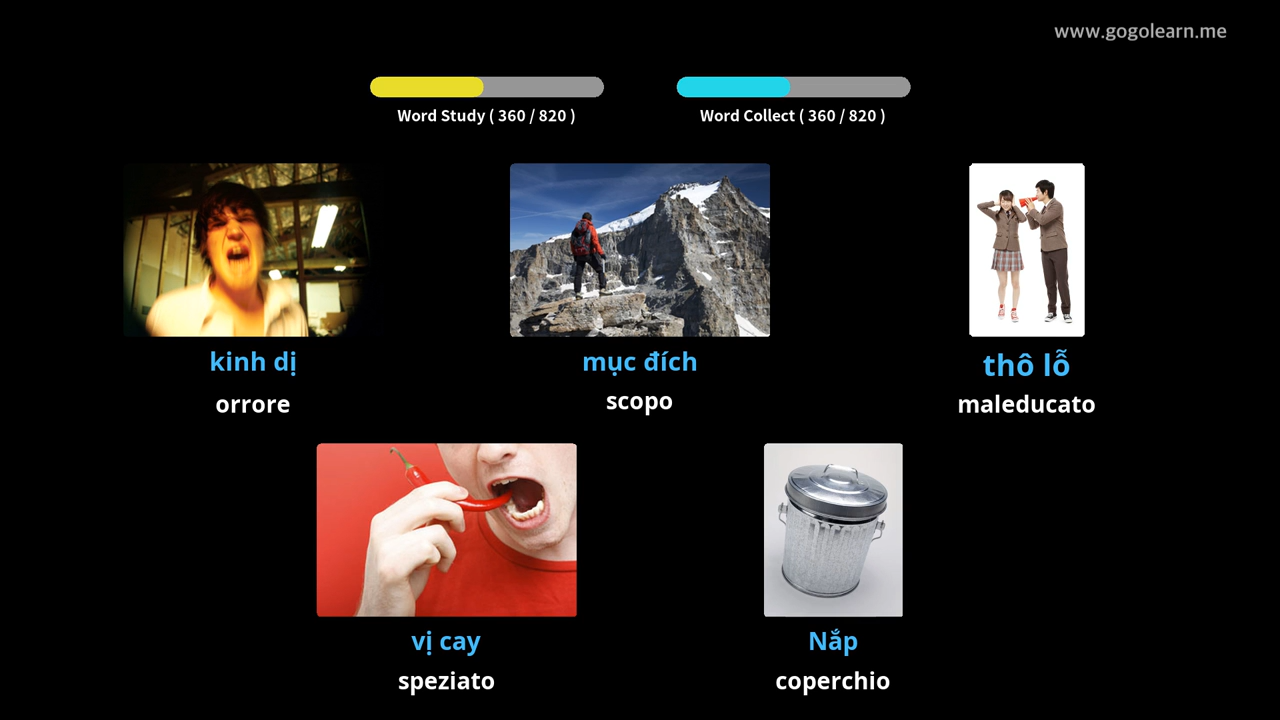 www.gogolearn.me
Word Study ( 360 / 820 )
Word Collect ( 360 / 820 )
kinh dị
orrore
mục đích
scopo
thô lỗ
maleducato
vị cay
speziato
Nắp
coperchio